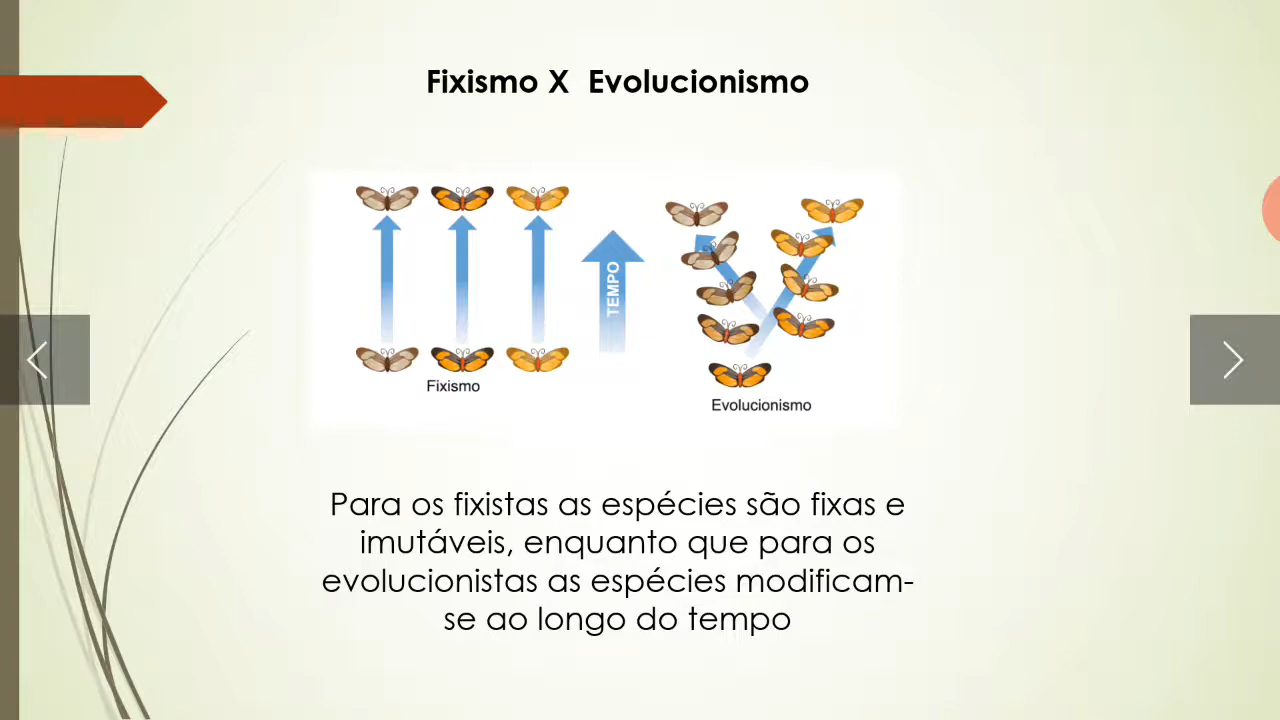 Fixismo X Evolucionismo
TEMPO
Fixismo
Evolucionismo
Para os fixistas as espécies são fixas e
imutáveis, enquanto que para os
evolucionistas as espécies modificam-
se ao longo do tempo